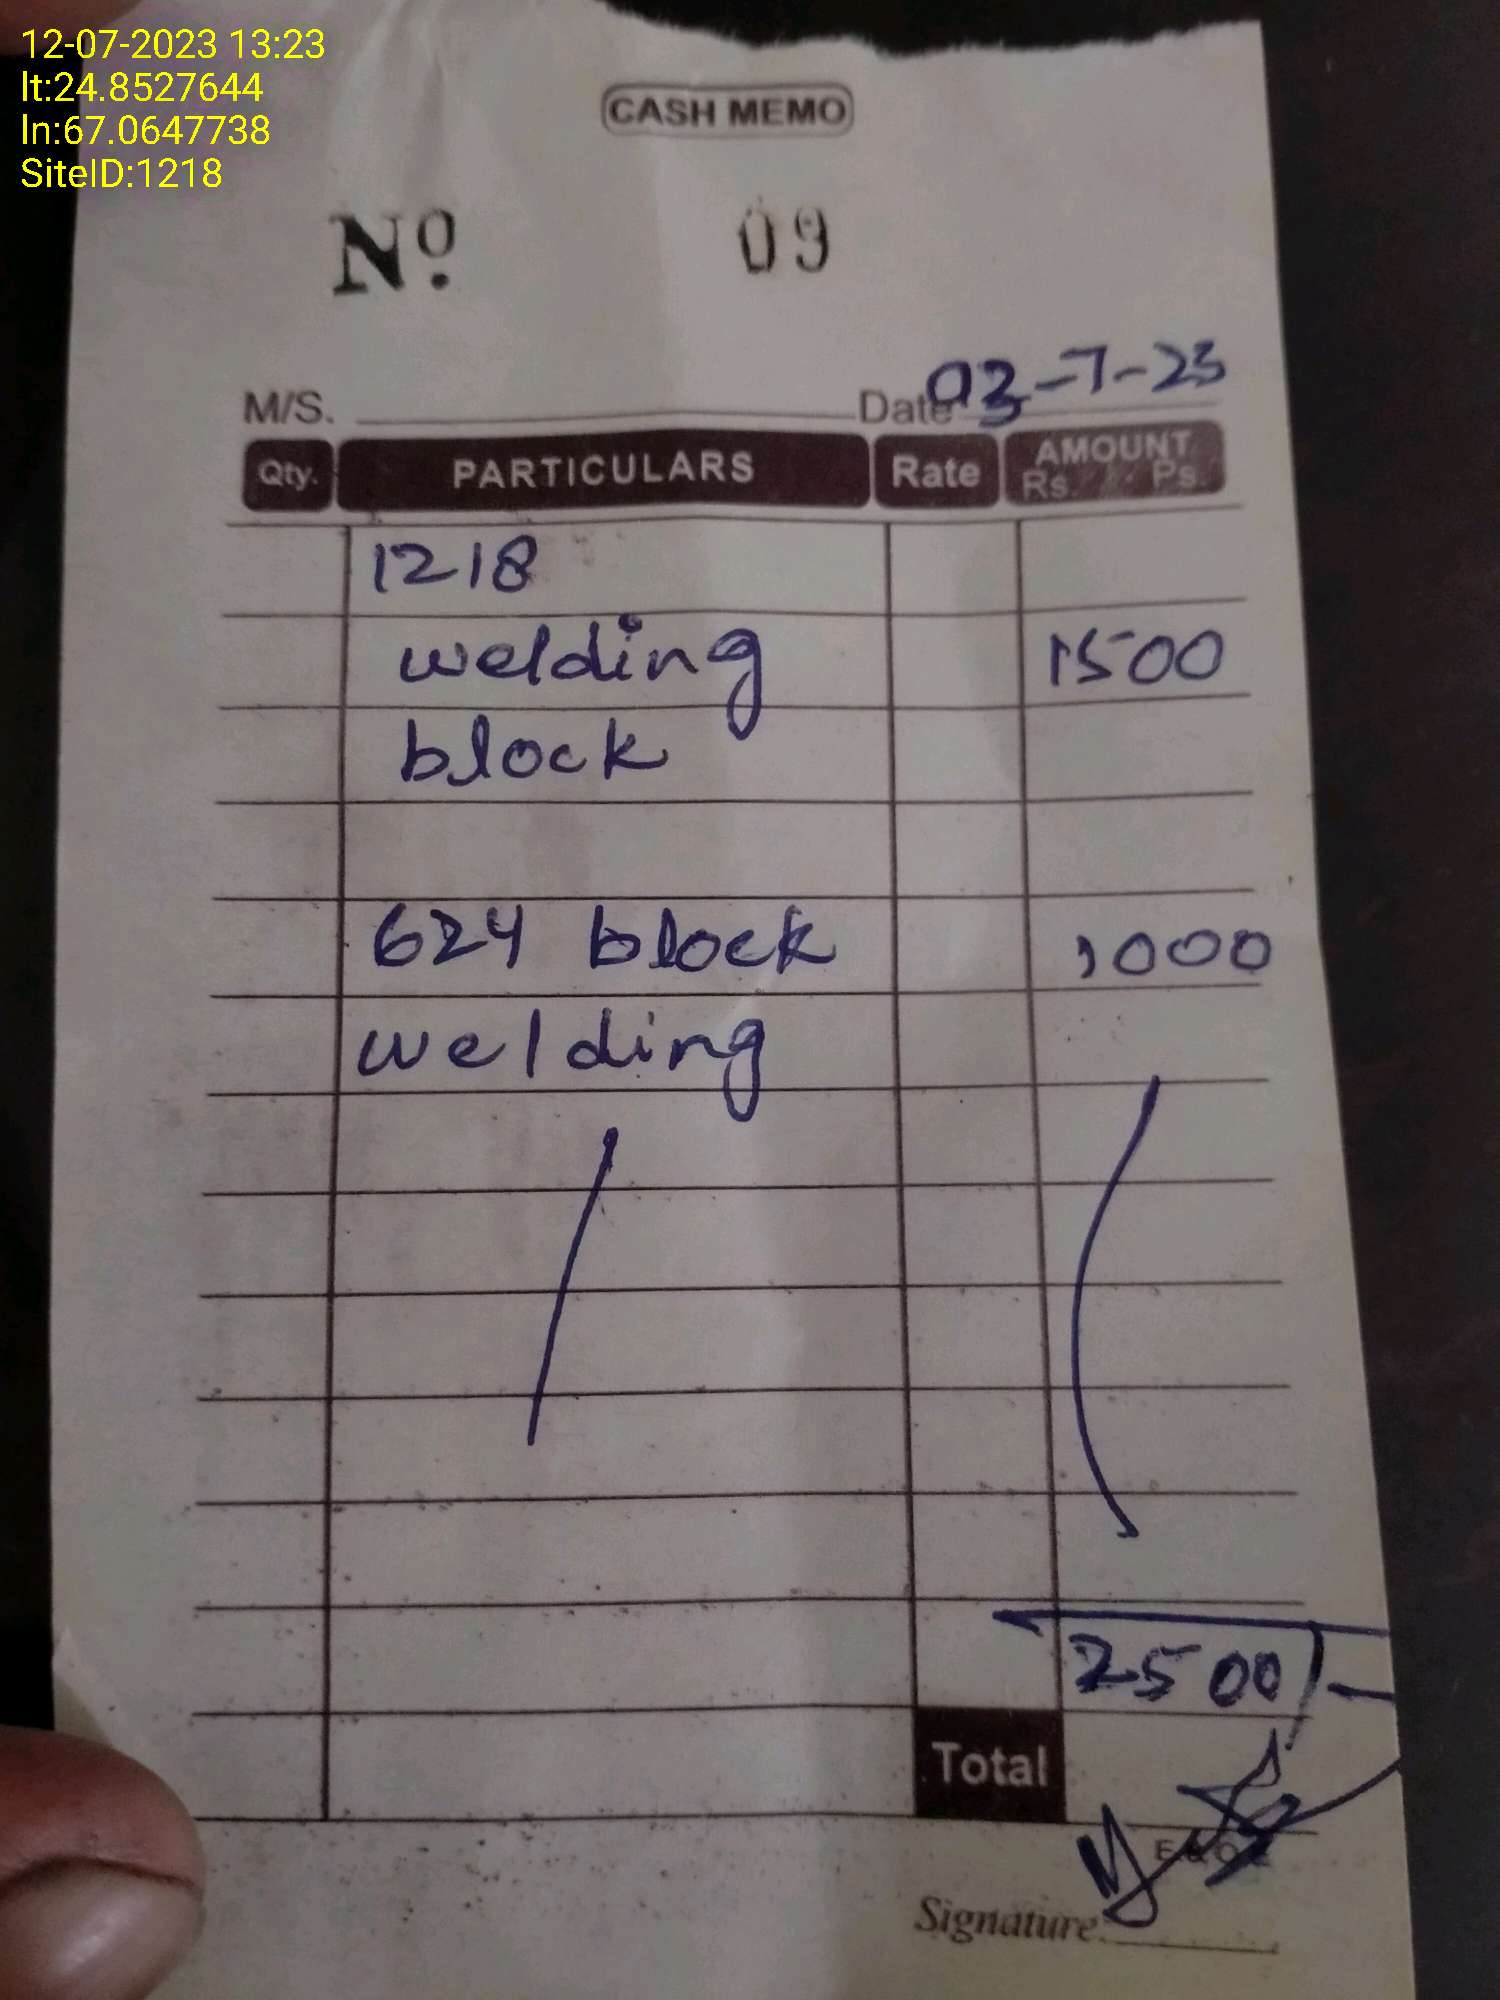 12-07-2023 13:23
lt:24.8527644
ln:67.0647738
SiteID:1218
CASH MEMO
No. 09
M/S. Date 03-7-23
Qty. PARTICULARS Rate AMOUNT
Rs. Ps.
1218
welding 1500
block
624 block 1000
welding
2500
Total
E & O E
Signature